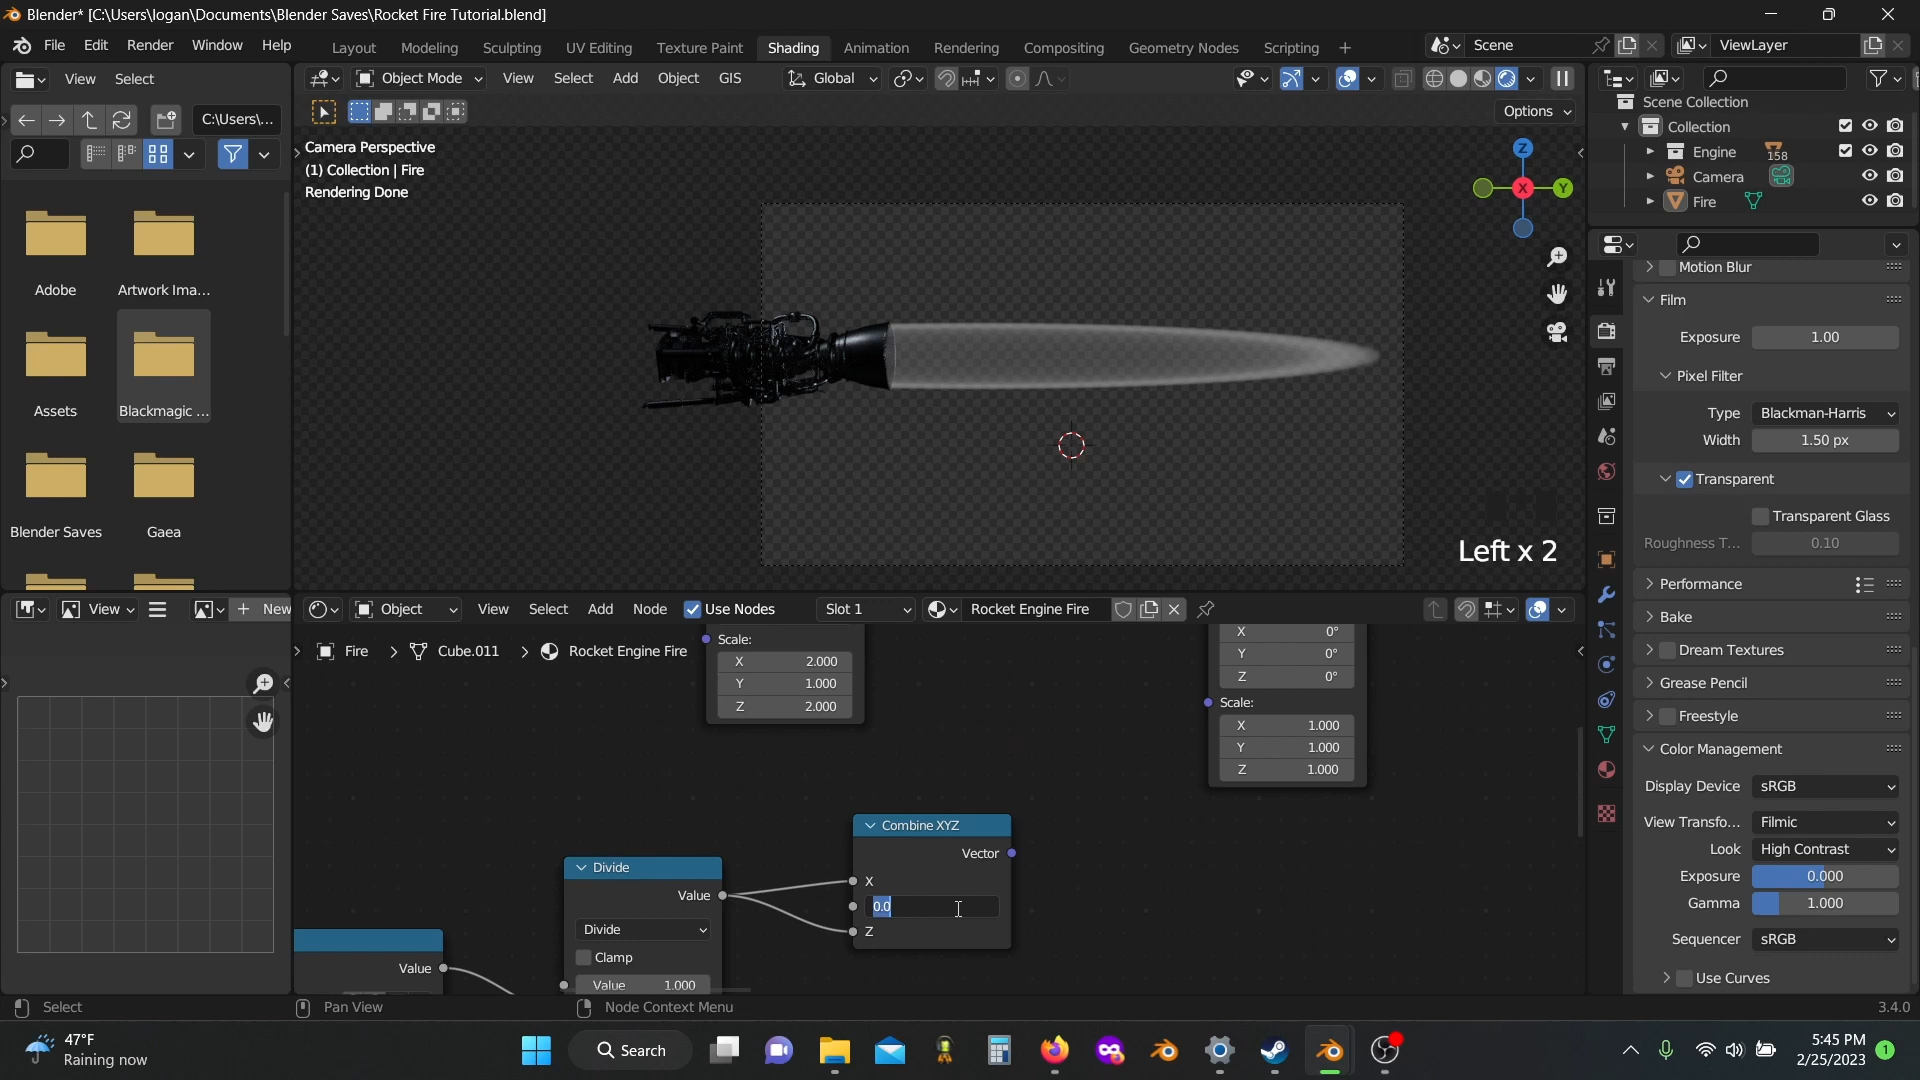 Blender* [C:\Users\logan\Documents\Blender Saves\Rocket Fire Tutorial.blend]
File Edit Render Window Help
Layout Modeling Sculpting UV Editing Texture Paint Shading Animation Rendering Compositing Geometry Nodes Scripting +
Scene
ViewLayer
View Select
Object Mode View Select Add Object GIS Global
C:\Users\...
Options
Camera Perspective
(1) Collection | Fire
Rendering Done
Z
X
Y
Left x 2
Adobe
Artwork Ima...
Assets
Blackmagic ...
Blender Saves
Gaea
Scene Collection
Collection
Engine 158
Camera
Fire
Motion Blur
Film
Exposure 1.00
Pixel Filter
Type Blackman-Harris
Width 1.50 px
Transparent
Transparent Glass
Roughness T... 0.10
Performance
Bake
Dream Textures
Grease Pencil
Freestyle
Color Management
Display Device sRGB
View Transfo... Filmic
Look High Contrast
Exposure 0.000
Gamma 1.000
Sequencer sRGB
Use Curves
View
+ New
Object View Select Add Node Use Nodes Slot 1 Rocket Engine Fire
Fire > Cube.011 > Rocket Engine Fire
Scale:
X 2.000
Y 1.000
Z 2.000
X 0°
Y 0°
Z 0°
Scale:
X 1.000
Y 1.000
Z 1.000
Combine XYZ
Vector
X
0.0
Z
Divide
Value
Divide
Clamp
Value 1.000
Value
Select
Pan View
Node Context Menu
3.4.0
47°F
Raining now
Search
5:45 PM
2/25/2023
1